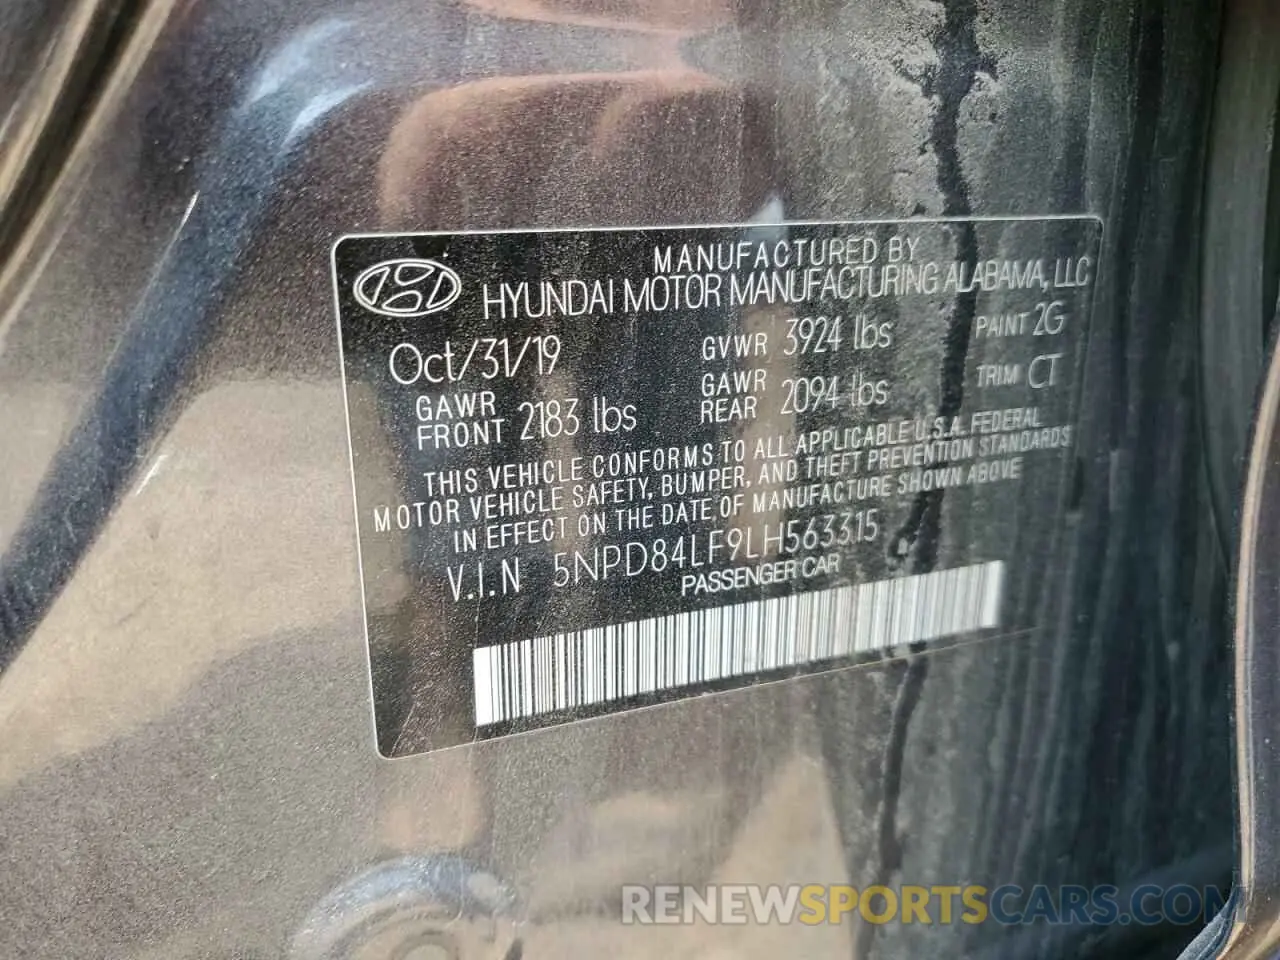 MANUFACTURED BY
HYUNDAI MOTOR MANUFACTURING ALABAMA, LLC
Oct/31/19 GVWR 3924 lbs PAINT 2G
GAWR FRONT 2183 lbs GAWR REAR 2094 lbs TRIM CT
THIS VEHICLE CONFORMS TO ALL APPLICABLE U.S.A. FEDERAL
MOTOR VEHICLE SAFETY, BUMPER, AND THEFT PREVENTION STANDARDS
IN EFFECT ON THE DATE OF MANUFACTURE SHOWN ABOVE
V.I.N 5NPD84LF9LH563315
PASSENGER CAR
RENEWSPORTSCARS.COM